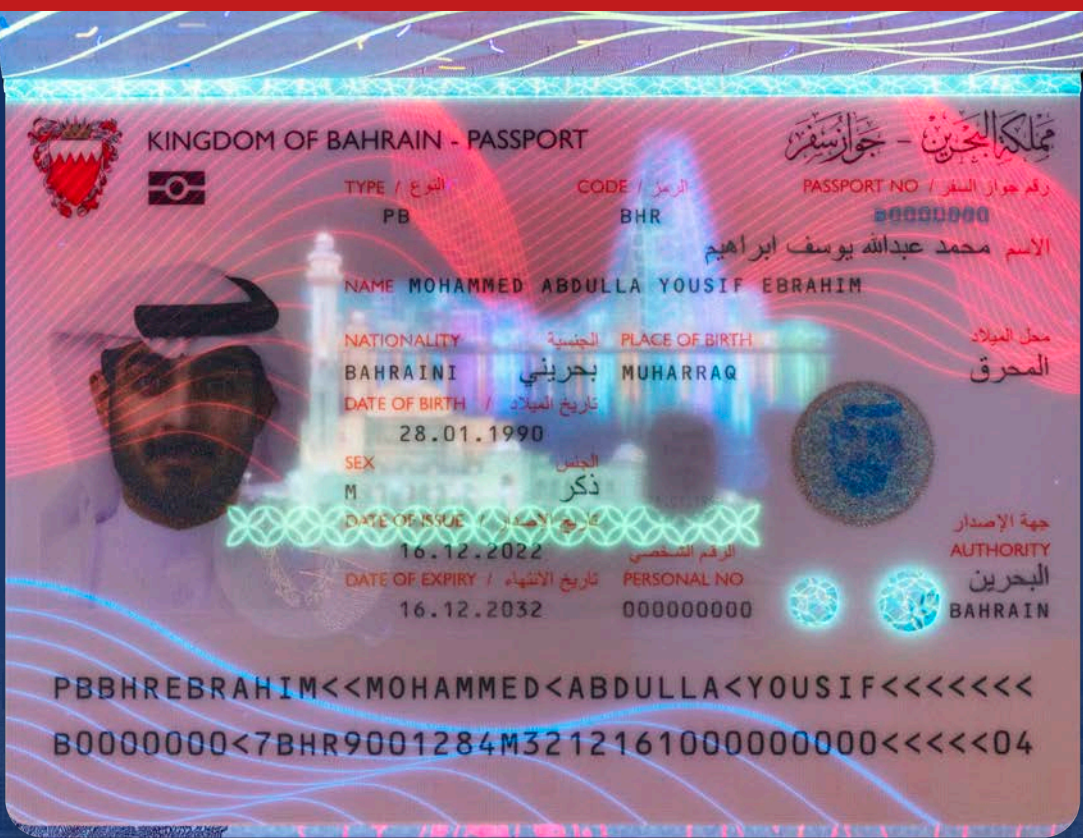 KINGDOM OF BAHRAIN - PASSPORT
مملكة البحرين - جواز سفر
TYPE / النوع
CODE / الرمز
PASSPORT NO / رقم جواز السفر
PB
BHR
B0000000
الاسم محمد عبدالله يوسف ابراهيم
NAME MOHAMMED ABDULLA YOUSIF EBRAHIM
NATIONALITY الجنسية
PLACE OF BIRTH محل الميلاد
BAHRAINI بحريني
MUHARRAQ المحرق
DATE OF BIRTH / تاريخ الميلاد
28.01.1990
SEX الجنس
M ذكر
DATE OF ISSUE / تاريخ الاصدار
جهة الإصدار
16.12.2022
الرقم الشخصي
AUTHORITY
DATE OF EXPIRY / تاريخ الانتهاء
PERSONAL NO
البحرين
16.12.2032
000000000
BAHRAIN
PBBHREBRAHIM<<MOHAMMED<ABDULLA<YOUSIF<<<<<<<
B0000000<7BHR9001284M3212161000000000<<<<<04